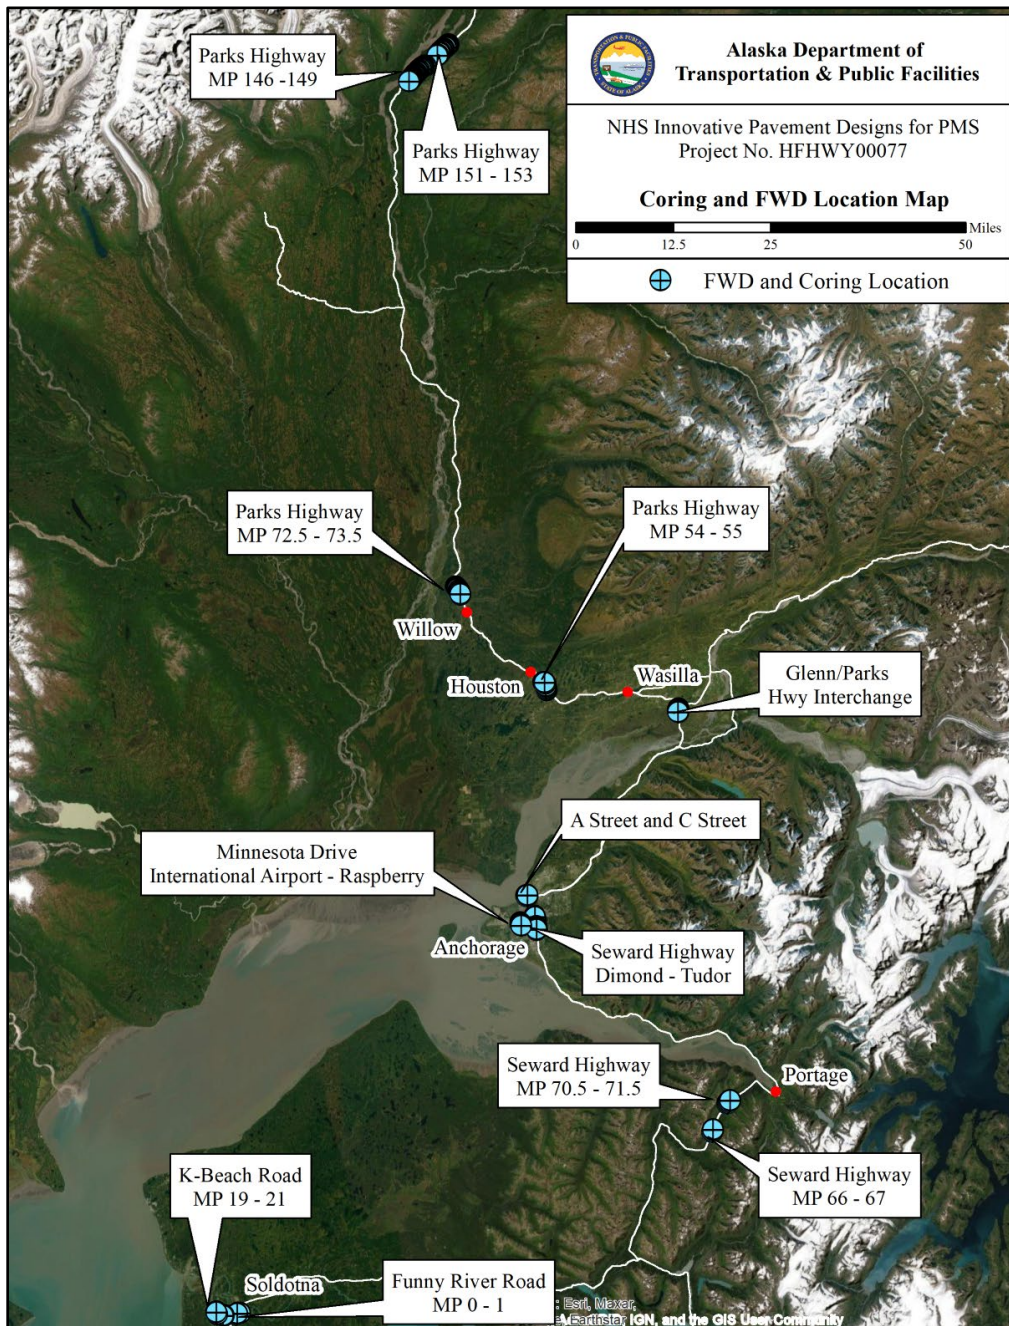 Alaska Department of
Transportation & Public Facilities
NHS Innovative Pavement Designs for PMS
Project No. HFHWY00077
Coring and FWD Location Map
Miles
0 12.5 25 50
FWD and Coring Location
Parks Highway
MP 146 -149
Parks Highway
MP 151 - 153
Parks Highway
MP 72.5 - 73.5
Parks Highway
MP 54 - 55
Willow
Houston
Wasilla
Glenn/Parks
Hwy Interchange
A Street and C Street
Minnesota Drive
International Airport - Raspberry
Anchorage
Seward Highway
Dimond - Tudor
Seward Highway
MP 70.5 - 71.5
Portage
Seward Highway
MP 66 - 67
K-Beach Road
MP 19 - 21
Soldotna
Funny River Road
MP 0 - 1
Esri, Maxar,
Earthstar IGN, and the GIS User Community